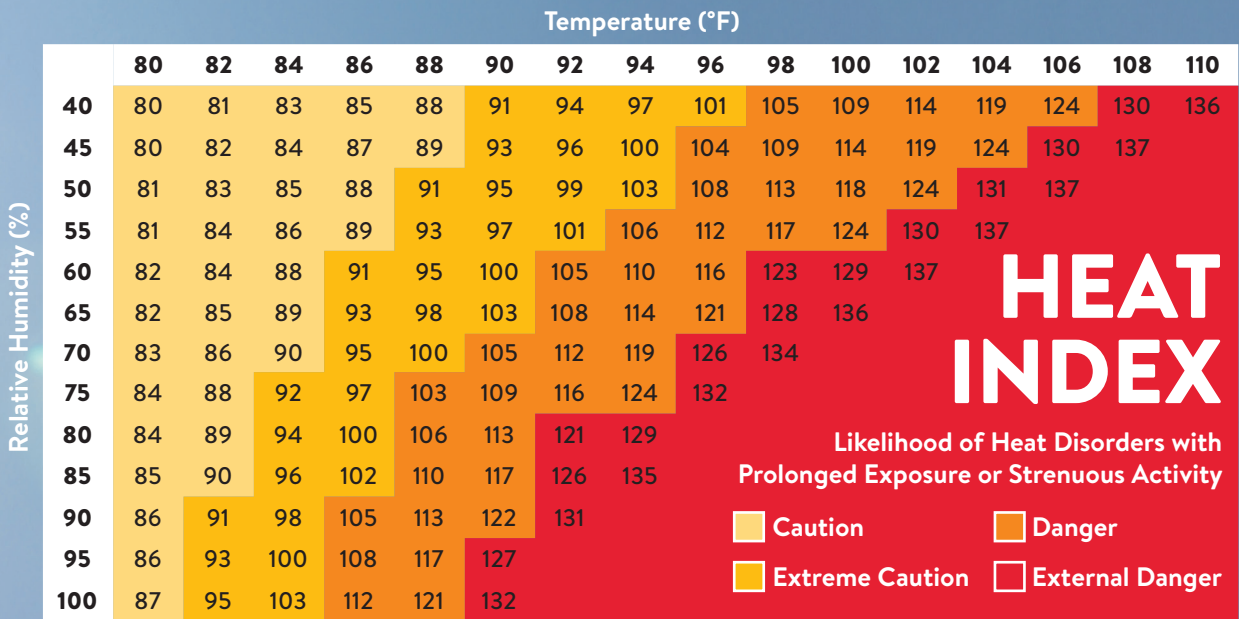 Temperature (°F)
80 82 84 86 88 90 92 94 96 98 100 102 104 106 108 110
Relative Humidity (%)
40 80 81 83 85 88 91 94 97 101 105 109 114 119 124 130 136
45 80 82 84 87 89 93 96 100 104 109 114 119 124 130 137
50 81 83 85 88 91 95 99 103 108 113 118 124 131 137
55 81 84 86 89 93 97 101 106 112 117 124 130 137
60 82 84 88 91 95 100 105 110 116 123 129 137
65 82 85 89 93 98 103 108 114 121 128 136
70 83 86 90 95 100 105 112 119 126 134
75 84 88 92 97 103 109 116 124 132
80 84 89 94 100 106 113 121 129
85 85 90 96 102 110 117 126 135
90 86 91 98 105 113 122 131
95 86 93 100 108 117 127
100 87 95 103 112 121 132
HEAT
INDEX
Likelihood of Heat Disorders with
Prolonged Exposure or Strenuous Activity
Caution Danger
Extreme Caution External Danger